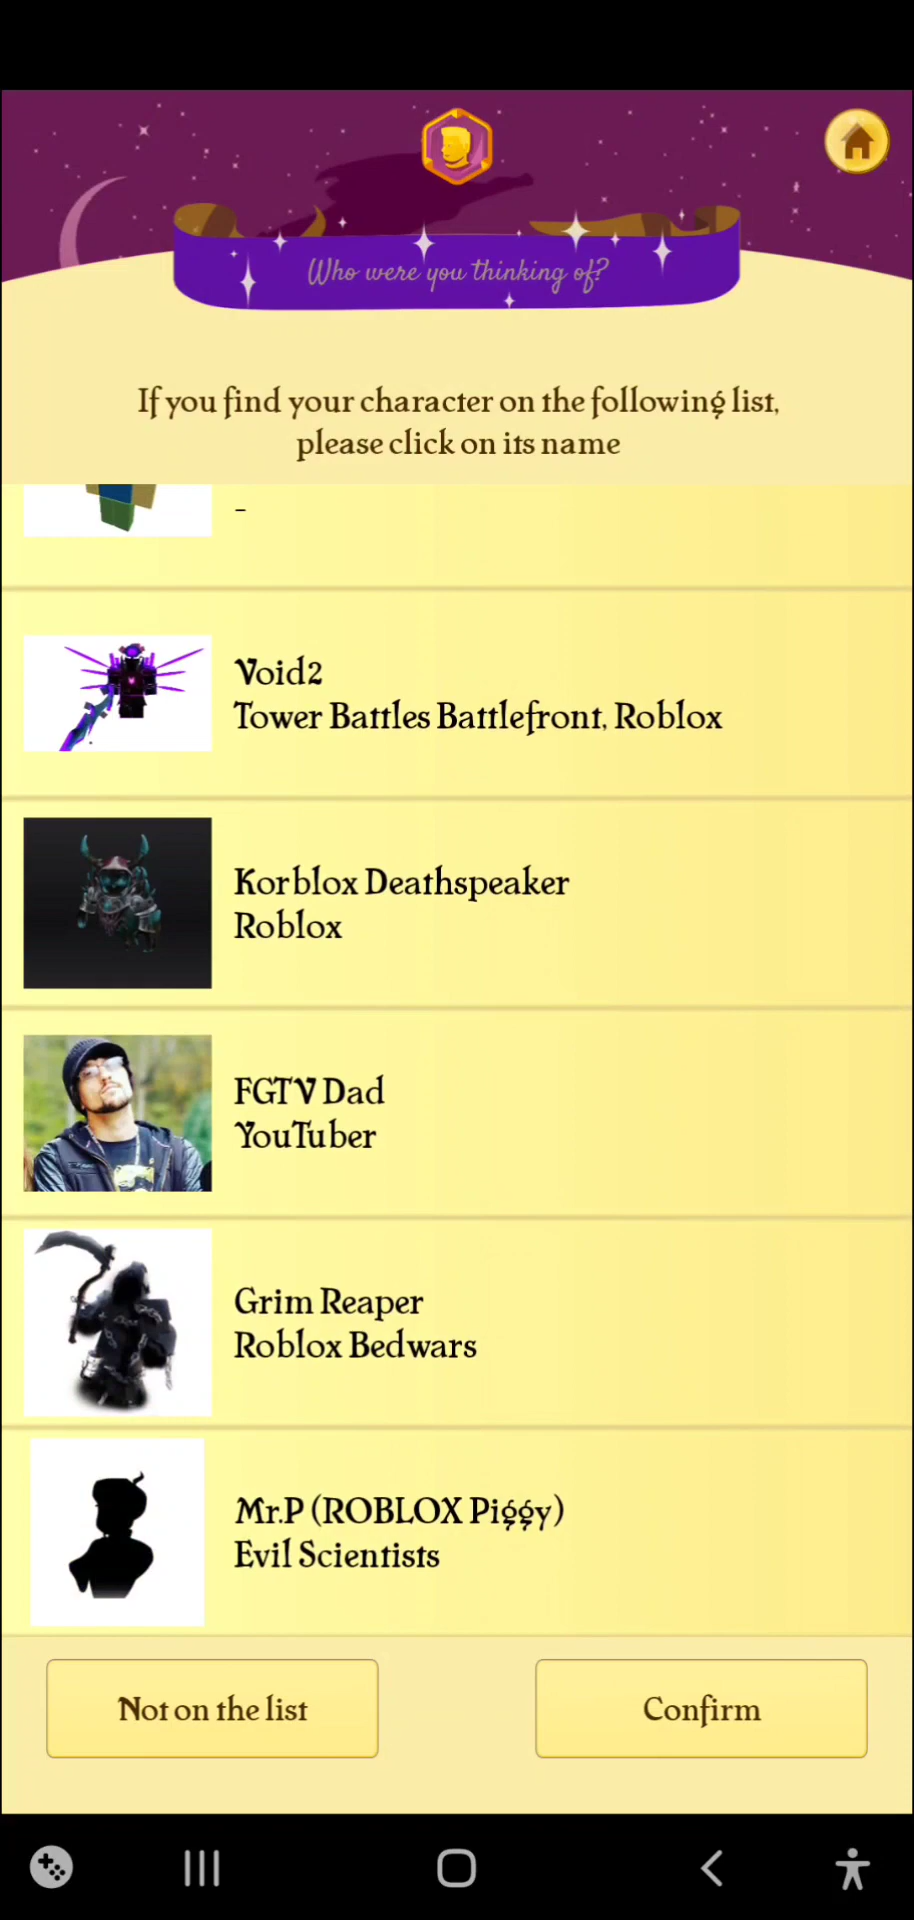 Who were you thinking of?
If you find your character on the following list,
please click on its name
-
Void2
Tower Battles Battlefront, Roblox
Korblox Deathspeaker
Roblox
FGTV Dad
YouTuber
Grim Reaper
Roblox Bedwars
Mr.P (ROBLOX Piggy)
Evil Scientists
Not on the list
Confirm